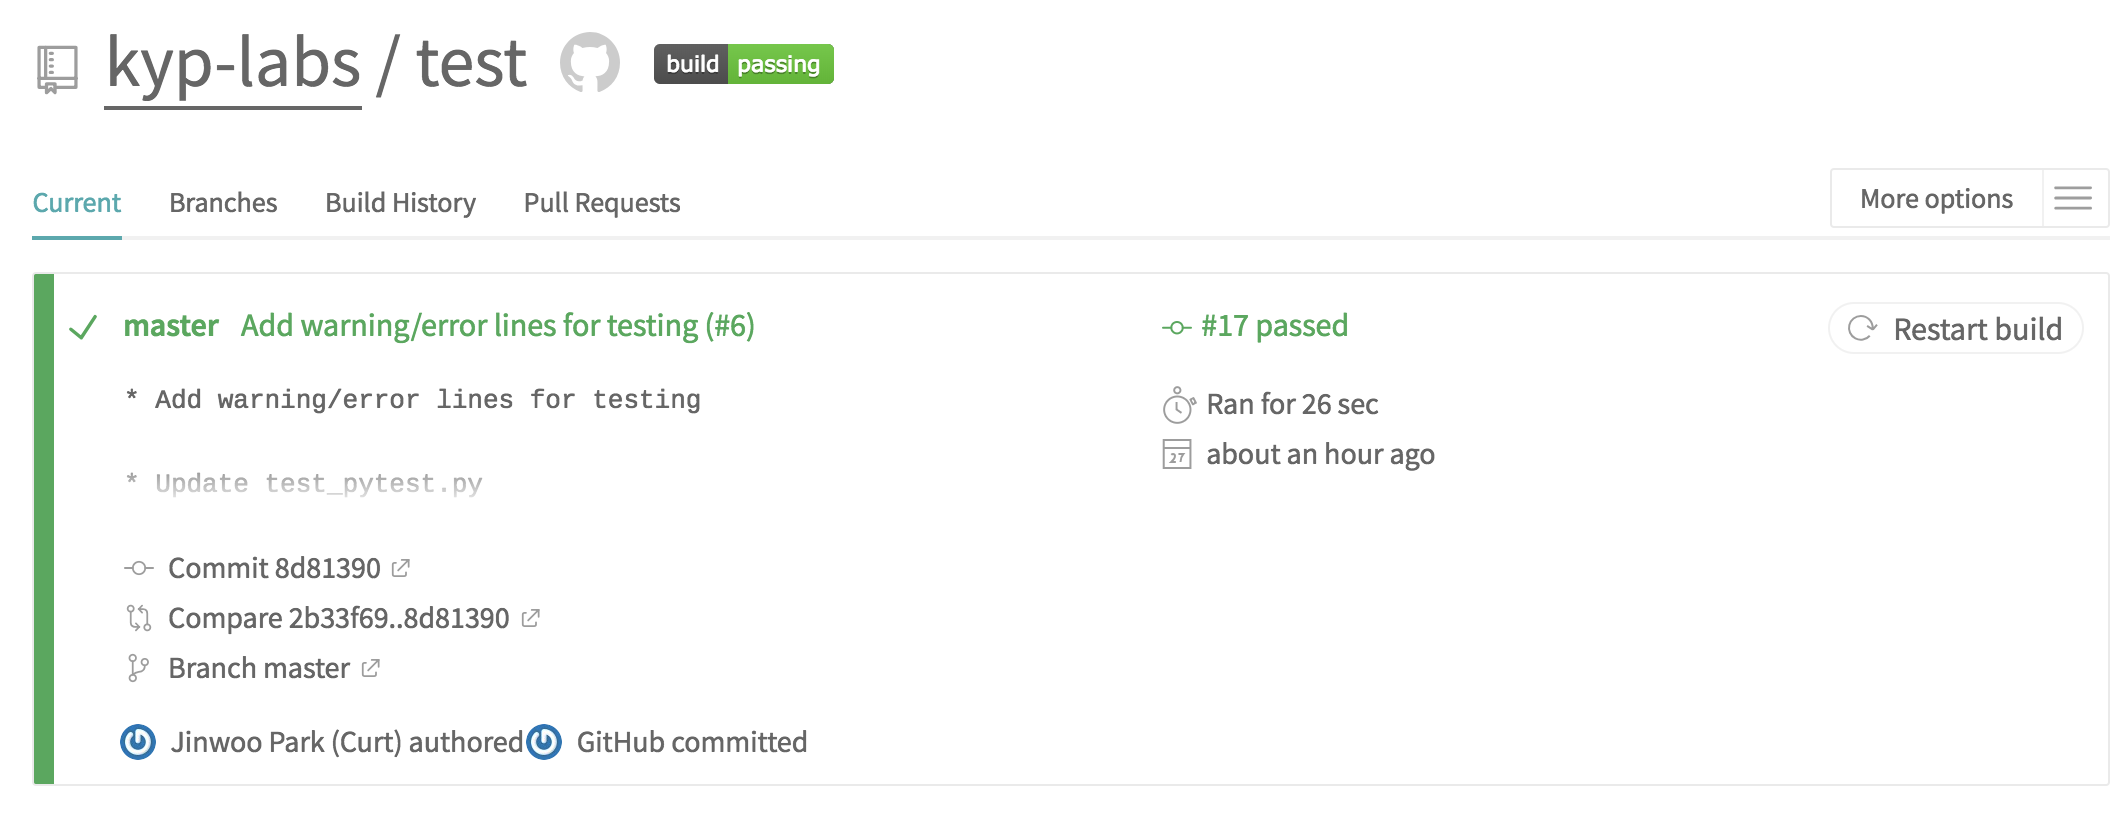 kyp-labs / test
build passing
Current Branches Build History Pull Requests
More options
master Add warning/error lines for testing (#6)
* Add warning/error lines for testing
* Update test_pytest.py
Commit 8d81390
Compare 2b33f69..8d81390
Branch master
Jinwoo Park (Curt) authored GitHub committed
#17 passed
Ran for 26 sec
27
about an hour ago
Restart build